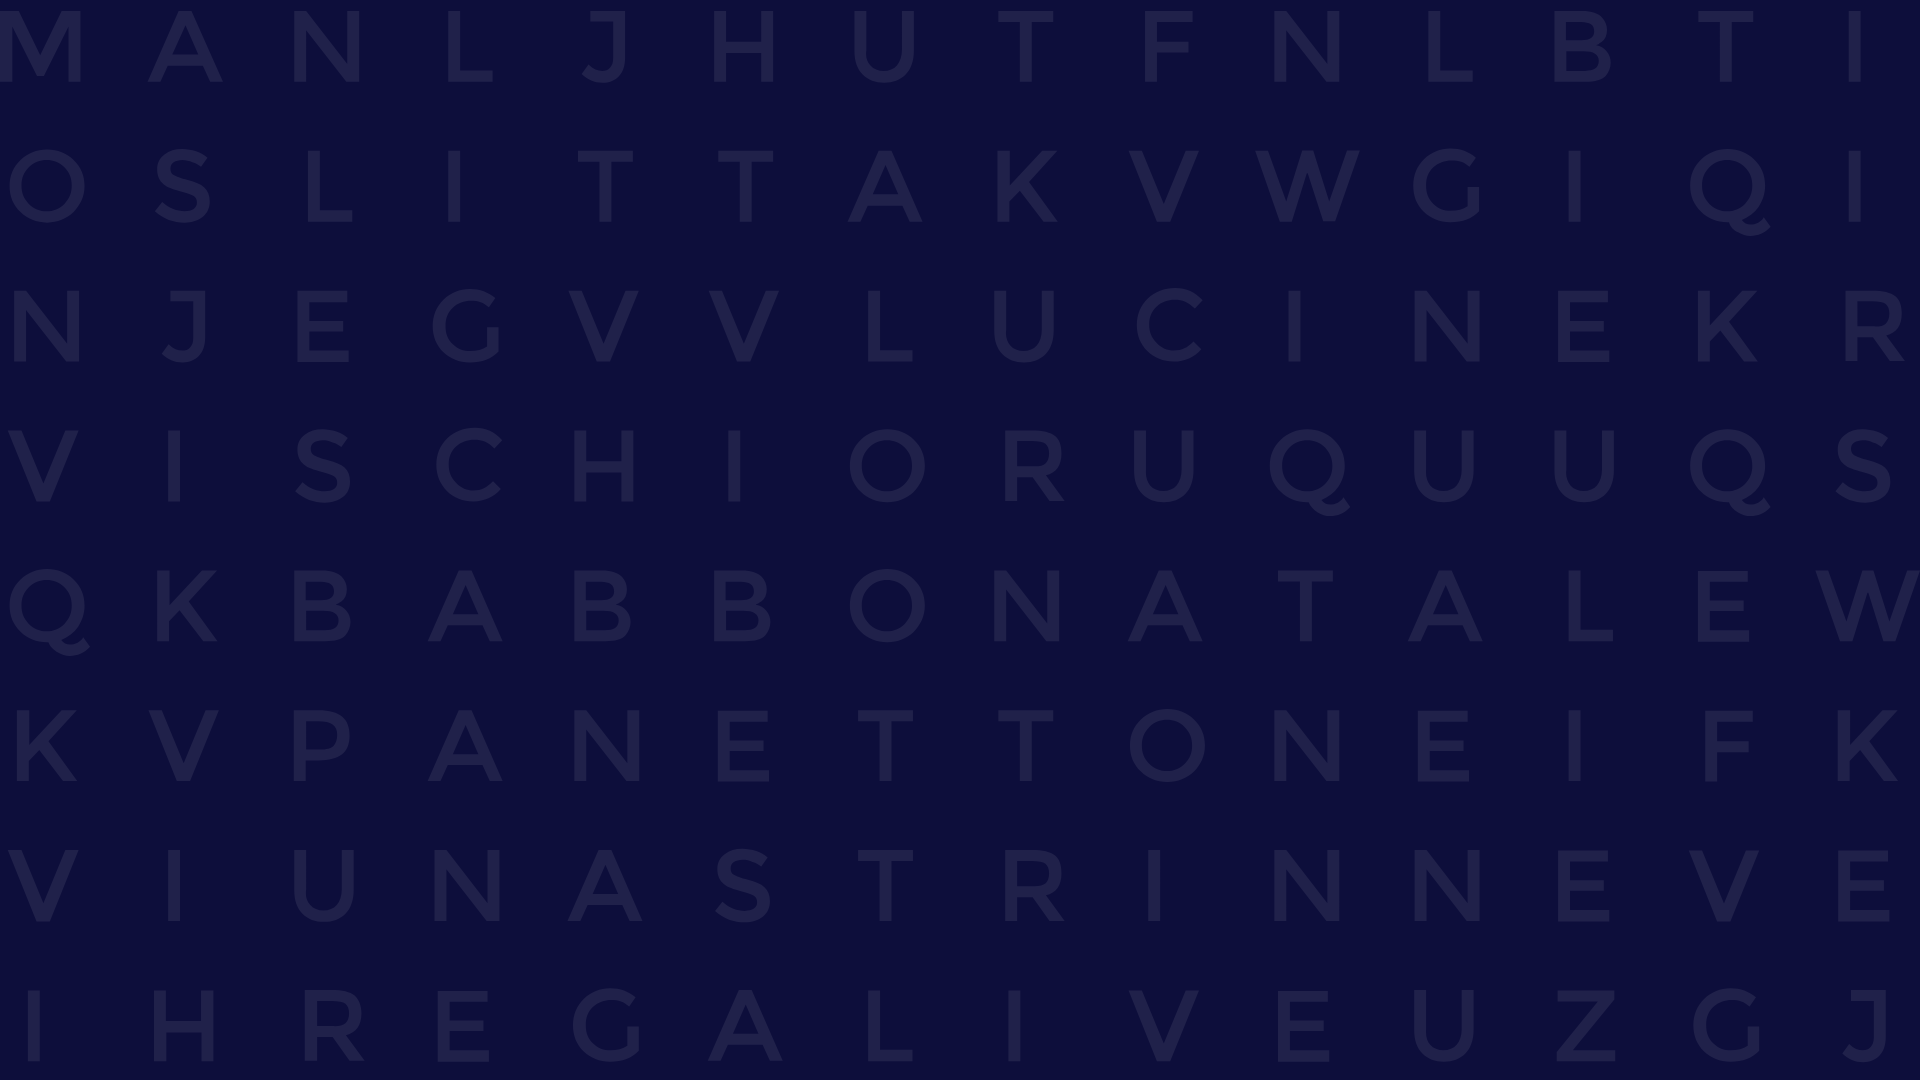 M A N L J H U T F N L B T I
O S L I T T A K V W G I Q I
N J E G V V L U C I N E K R
V I S C H I O R U Q U U Q S
Q K B A B B O N A T A L E W
K V P A N E T T O N E I F K
V I U N A S T R I N N E V E
I H R E G A L I V E U Z G J